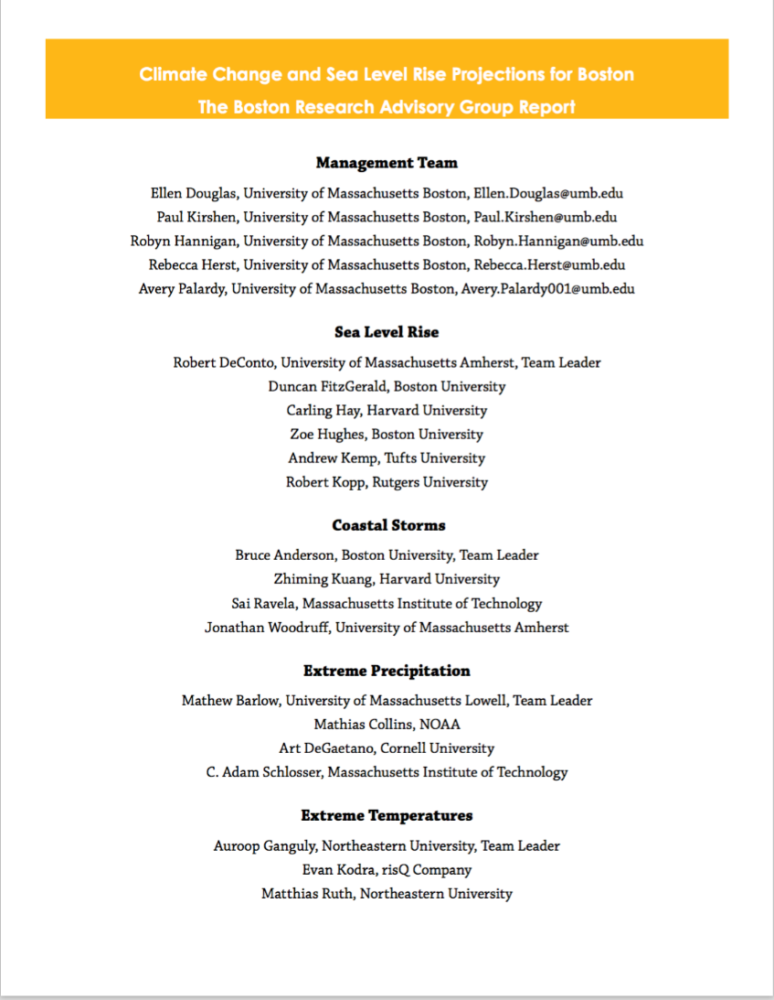 Climate Change and Sea Level Rise Projections for Boston
The Boston Research Advisory Group Report
Management Team
Ellen Douglas, University of Massachusetts Boston, Ellen.Douglas@umb.edu
Paul Kirshen, University of Massachusetts Boston, Paul.Kirshen@umb.edu
Robyn Hannigan, University of Massachusetts Boston, Robyn.Hannigan@umb.edu
Rebecca Herst, University of Massachusetts Boston, Rebecca.Herst@umb.edu
Avery Palardy, University of Massachusetts Boston, Avery.Palardy001@umb.edu
Sea Level Rise
Robert DeConto, University of Massachusetts Amherst, Team Leader
Duncan FitzGerald, Boston University
Carling Hay, Harvard University
Zoe Hughes, Boston University
Andrew Kemp, Tufts University
Robert Kopp, Rutgers University
Coastal Storms
Bruce Anderson, Boston University, Team Leader
Zhiming Kuang, Harvard University
Sai Ravela, Massachusetts Institute of Technology
Jonathan Woodruff, University of Massachusetts Amherst
Extreme Precipitation
Mathew Barlow, University of Massachusetts Lowell, Team Leader
Mathias Collins, NOAA
Art DeGaetano, Cornell University
C. Adam Schlosser, Massachusetts Institute of Technology
Extreme Temperatures
Auroop Ganguly, Northeastern University, Team Leader
Evan Kodra, risQ Company
Matthias Ruth, Northeastern University